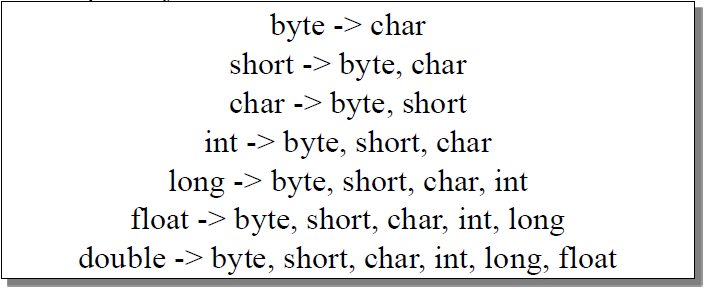 byte -> char
short -> byte, char
char -> byte, short
int -> byte, short, char
long -> byte, short, char, int
float -> byte, short, char, int, long
double -> byte, short, char, int, long, float